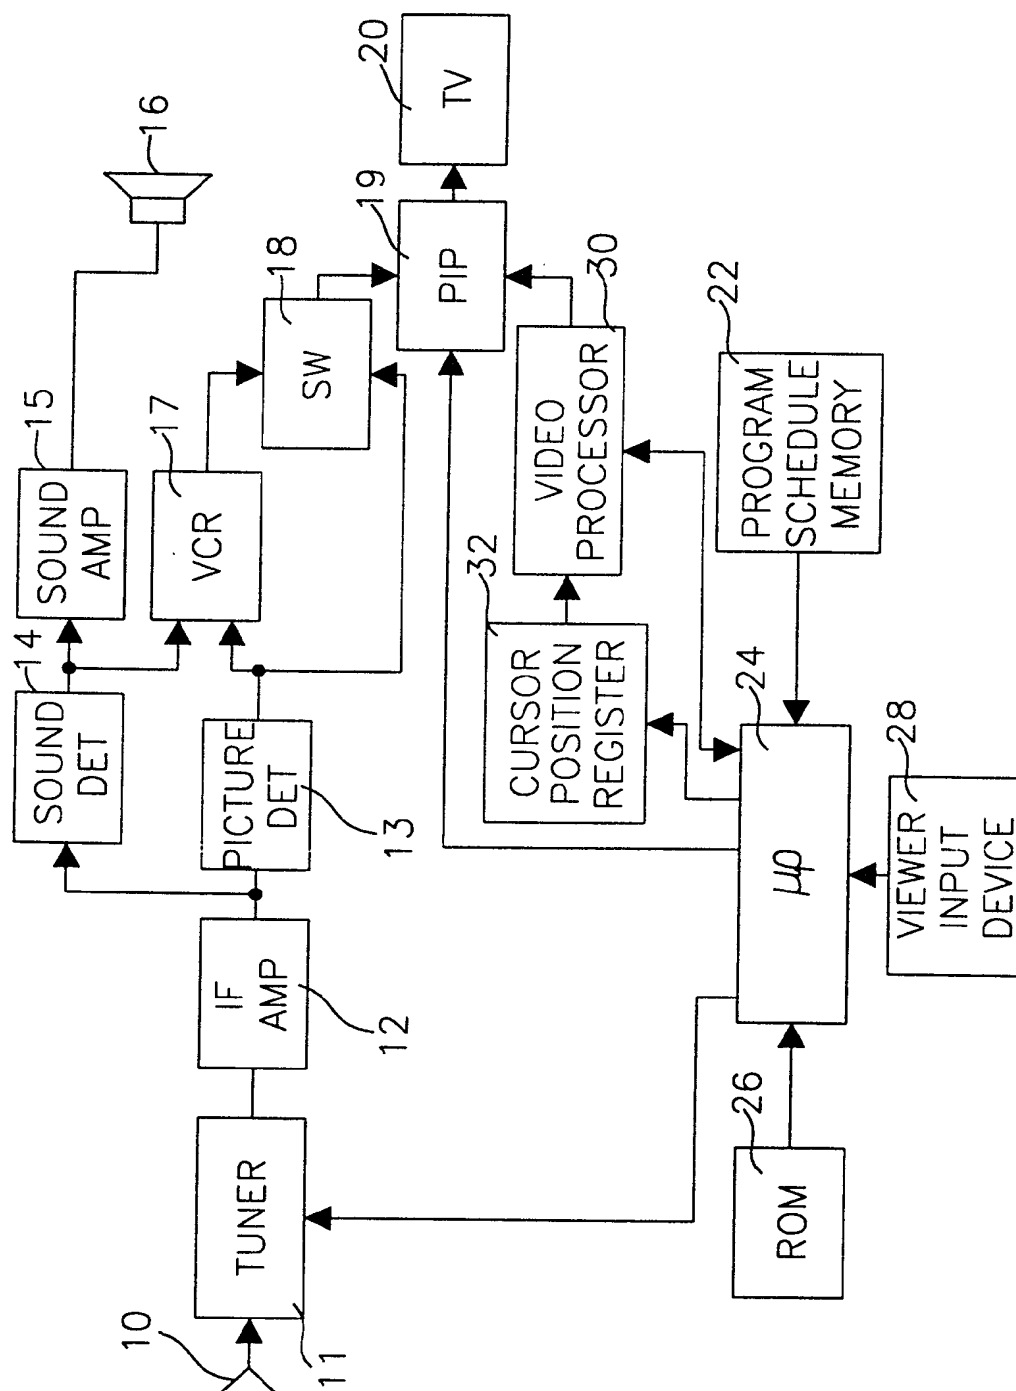 10
11
TUNER
IF
AMP
12
PICTURE
DET
13
SOUND
DET
14
SOUND
AMP
15
16
VCR
17
SW
18
PIP
19
TV
20
VIDEO
PROCESSOR
30
CURSOR
POSITION
REGISTER
32
PROGRAM
SCHEDULE
MEMORY
22
μp
24
ROM
26
VIEWER
INPUT
DEVICE
28